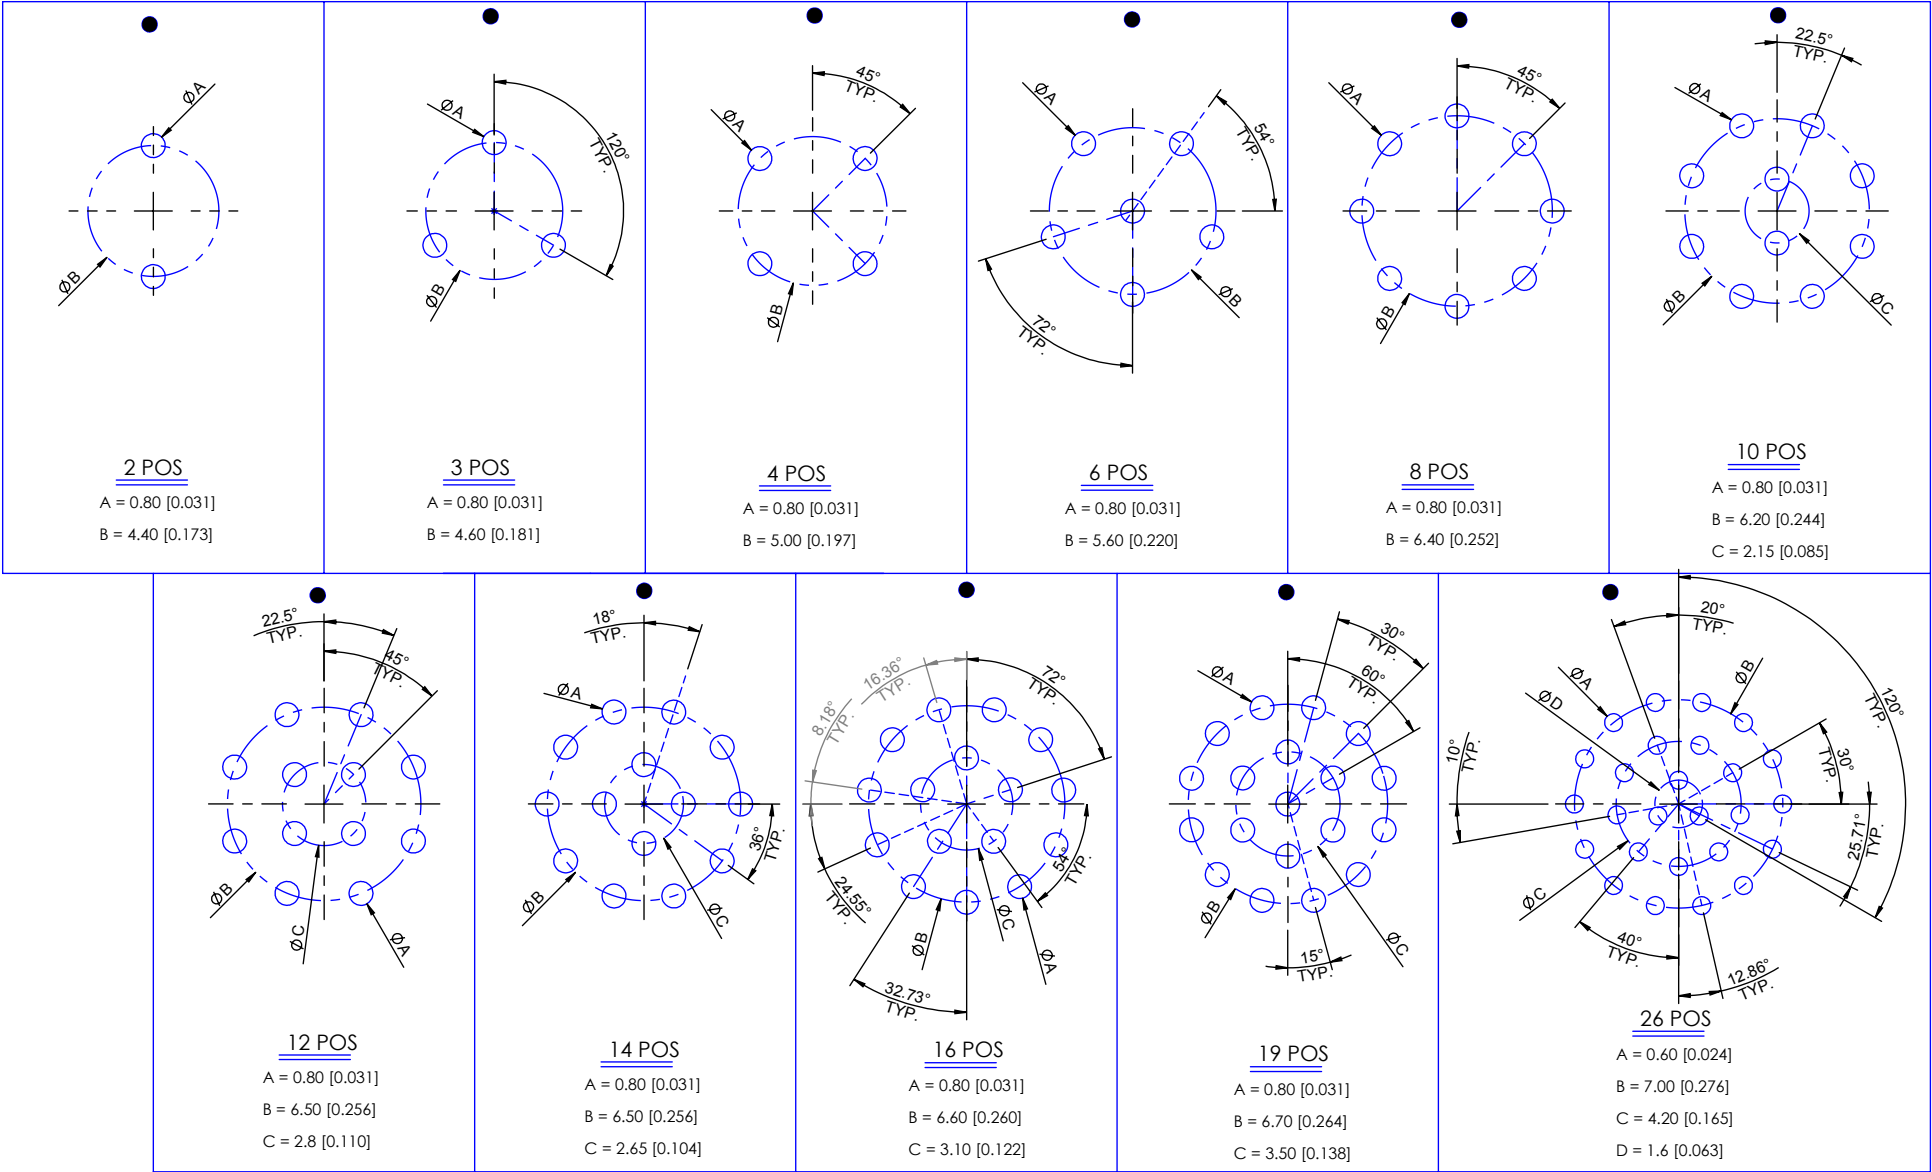 ØA
ØB
2 POS
A = 0.80 [0.031]
B = 4.40 [0.173]
ØA
120°
TYP.
ØB
3 POS
A = 0.80 [0.031]
B = 4.60 [0.181]
45°
TYP.
ØA
ØB
4 POS
A = 0.80 [0.031]
B = 5.00 [0.197]
ØA
54°
TYP.
72°
TYP.
ØB
6 POS
A = 0.80 [0.031]
B = 5.60 [0.220]
45°
TYP.
ØA
ØB
8 POS
A = 0.80 [0.031]
B = 6.40 [0.252]
22.5°
TYP.
ØA
ØB
ØC
10 POS
A = 0.80 [0.031]
B = 6.20 [0.244]
C = 2.15 [0.085]
22.5°
TYP.
45°
TYP.
ØB
ØC
ØA
12 POS
A = 0.80 [0.031]
B = 6.50 [0.256]
C = 2.8 [0.110]
18°
TYP.
ØA
36°
TYP.
ØB
ØC
14 POS
A = 0.80 [0.031]
B = 6.50 [0.256]
C = 2.65 [0.104]
16.36°
TYP.
72°
TYP.
8.18°
TYP.
54°
TYP.
24.55°
TYP.
ØB
ØC
ØA
32.73°
TYP.
16 POS
A = 0.80 [0.031]
B = 6.60 [0.260]
C = 3.10 [0.122]
30°
TYP.
60°
TYP.
ØA
ØB
ØC
15°
TYP.
19 POS
A = 0.80 [0.031]
B = 6.70 [0.264]
C = 3.50 [0.138]
20°
TYP.
ØB
ØA
ØD
120°
TYP.
10°
TYP.
30°
TYP.
25.71°
TYP.
ØC
40°
TYP.
12.86°
TYP.
26 POS
A = 0.60 [0.024]
B = 7.00 [0.276]
C = 4.20 [0.165]
D = 1.6 [0.063]